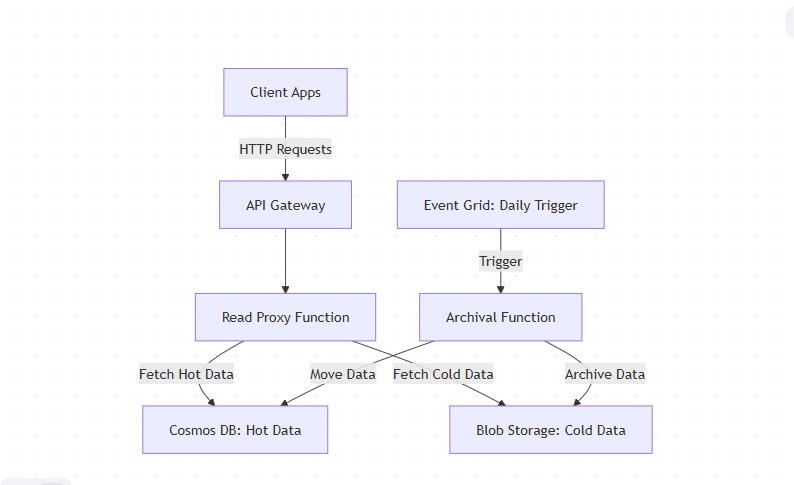 Client Apps
HTTP Requests
API Gateway
Event Grid: Daily Trigger
Trigger
Read Proxy Function
Archival Function
Fetch Hot Data
Move Data
Fetch Cold Data
Archive Data
Cosmos DB: Hot Data
Blob Storage: Cold Data